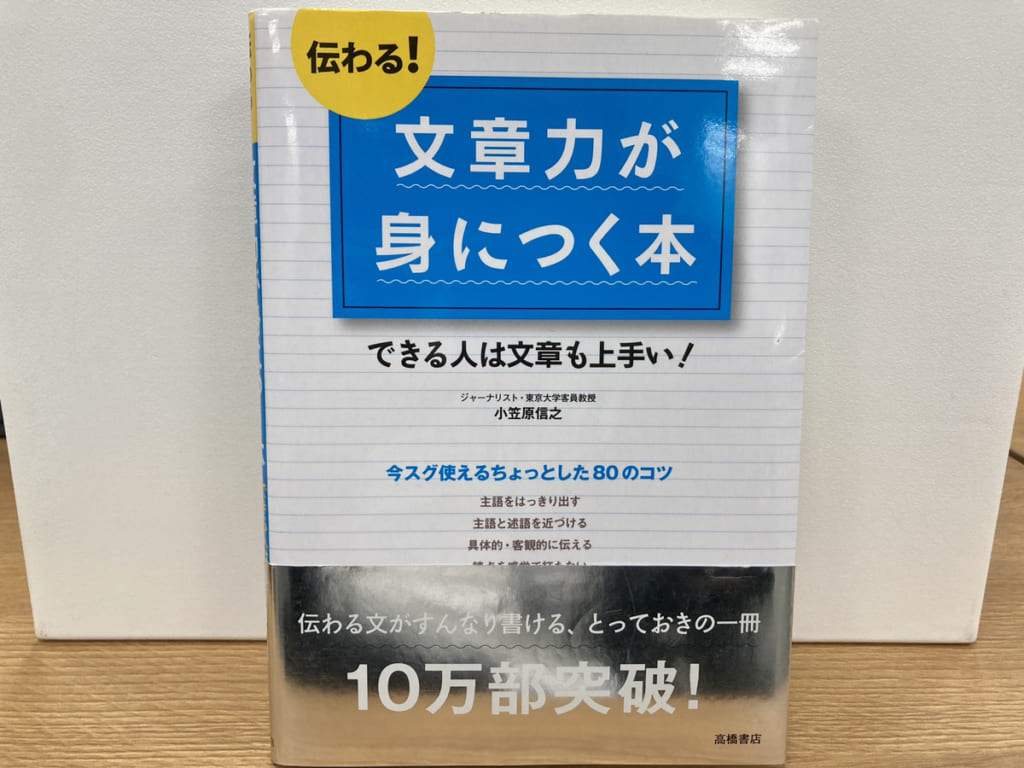 伝わる!
文章力が
身につく本
できる人は文章も上手い!
ジャーナリスト・東京大学客員教授
小笠原信之
今スグ使えるちょっとした80のコツ
主語をはっきり出す
主語と述語を近づける
具体的・客観的に伝える
伝わる文がすんなり書ける、とっておきの一冊
10万部突破!
高橋書店